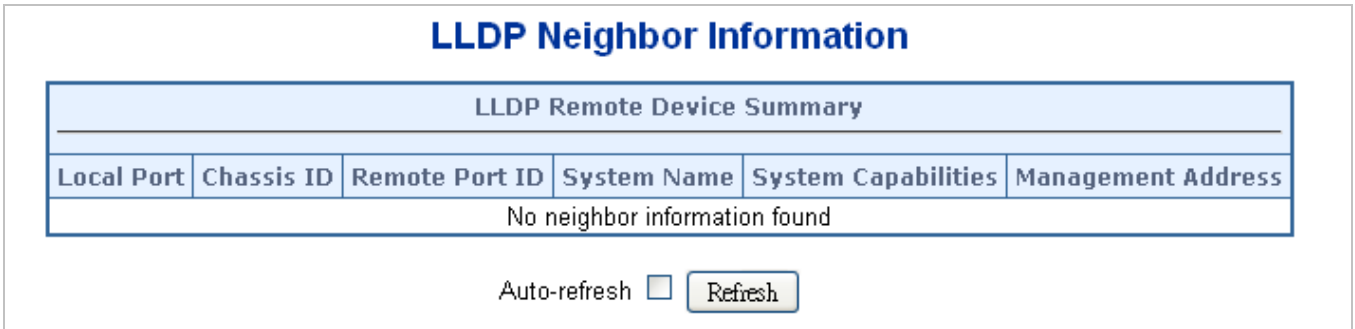 LLDP Neighbor Information
LLDP Remote Device Summary
Local Port Chassis ID Remote Port ID System Name System Capabilities Management Address
No neighbor information found
Auto-refresh Refresh